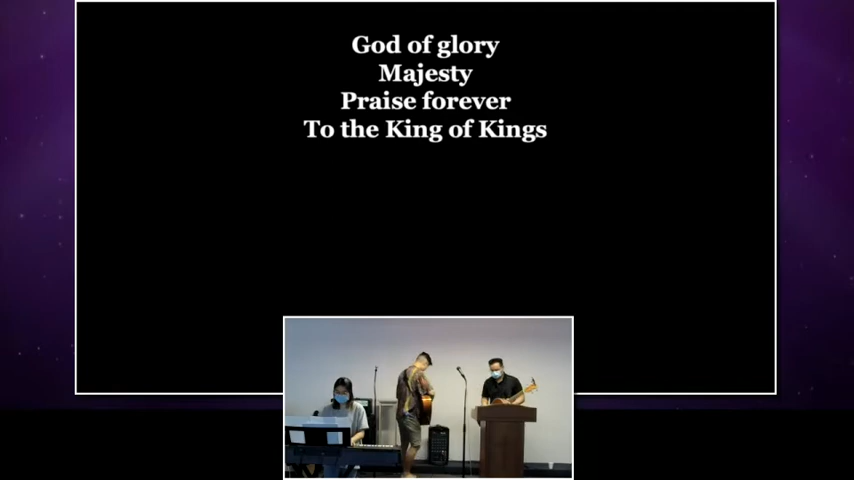 God of glory
Majesty
Praise forever
To the King of Kings